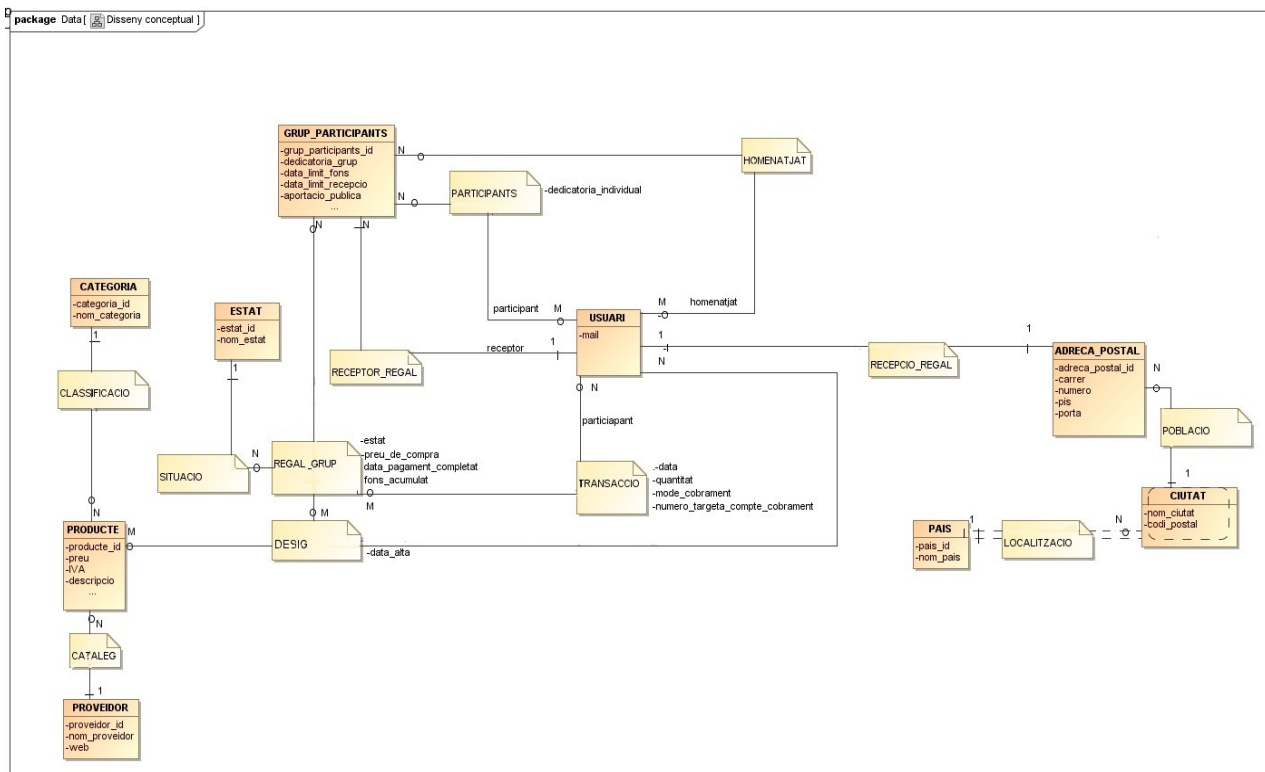 package Data [ Disseny conceptual ]
GRUP_PARTICIPANTS
-grup_participants_id
-dedicatoria_grup
-data_limit_fons
-data_limit_recepcio
-aportacio_publica
...
N
O
HOMENATJAT
N
O
PARTICIPANTS
-dedicatoria_individual
O
N
N
CATEGORIA
-categoria_id
-nom_categoria
ESTAT
-estat_id
-nom_estat
participant
M
O
USUARI
-mail
M
-O
homenatjat
1
1
receptor
1
N
RECEPTOR_REGAL
RECEPCIO_REGAL
1
ADRECA_POSTAL
-adreca_postal_id
-carrer
-numero
-pis
-porta
N
O
1
CLASSIFICACIO
O
N
particiapant
POBLACIO
SITUACIO
N
O
REGAL_GRUP
-estat
-preu_de_compra
data_pagament_completat
fons_acumulat
O
M
TRANSACCIO
.-data
-quantitat
-mode_cobrament
-numero_targeta_compte_cobrament
1
CIUTAT
-nom_ciutat
-codi_postal
O
N
PRODUCTE
-producte_id
-preu
-IVA
-descripcio
...
M
O
O
M
DESIG
-data_alta
PAIS
-pais_id
-nom_pais
1
LOCALITZACIO
N
O
O
N
CATALEG
1
PROVEIDOR
-proveidor_id
-nom_proveidor
-web